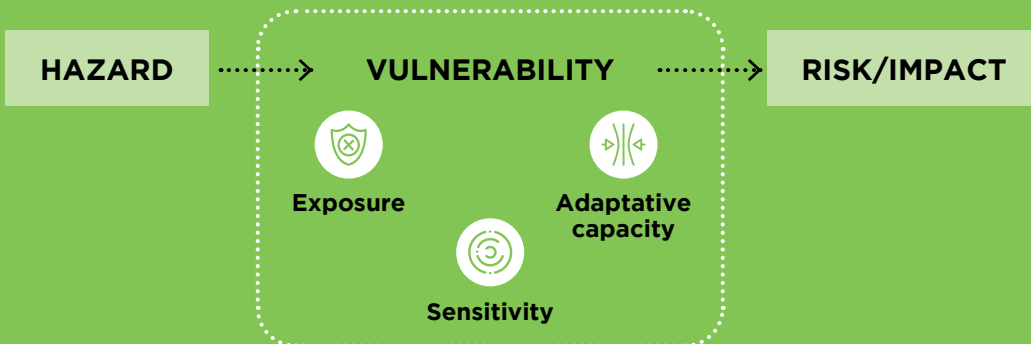 HAZARD
VULNERABILITY
RISK/IMPACT
Exposure
Adaptative
capacity
Sensitivity